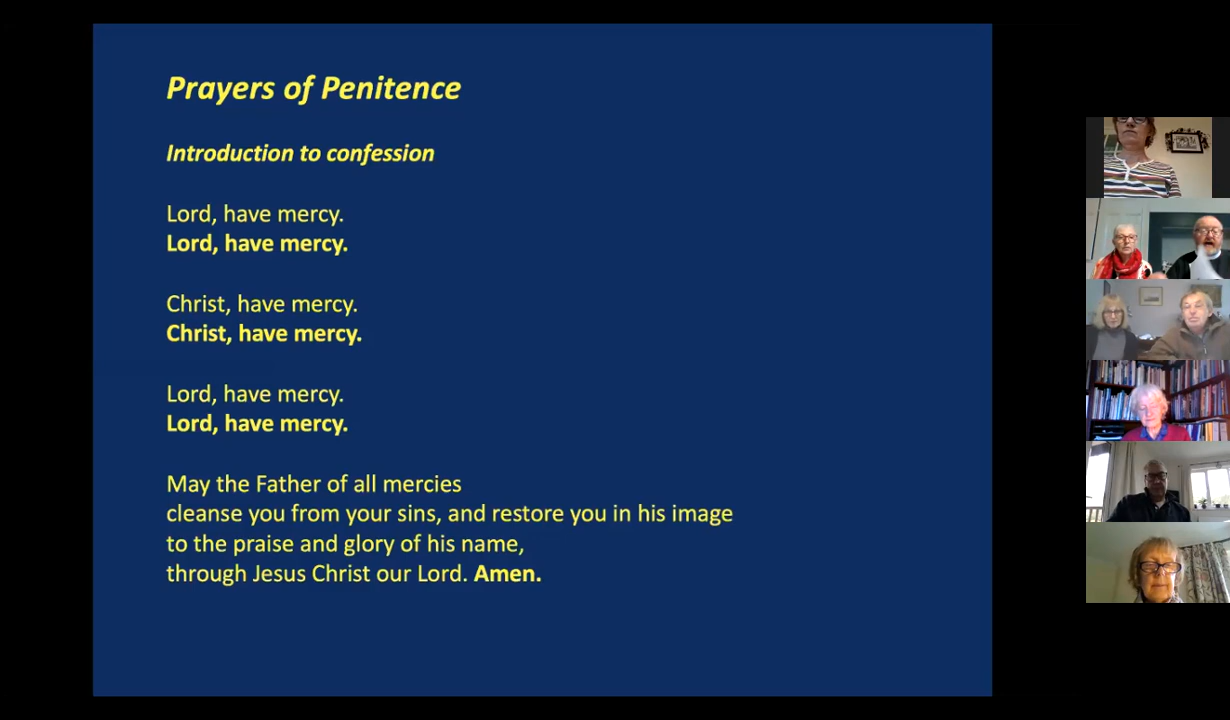 Prayers of Penitence
Introduction to confession
Lord, have mercy.
Lord, have mercy.
Christ, have mercy.
Christ, have mercy.
Lord, have mercy.
Lord, have mercy.
May the Father of all mercies
cleanse you from your sins, and restore you in his image
to the praise and glory of his name,
through Jesus Christ our Lord. Amen.